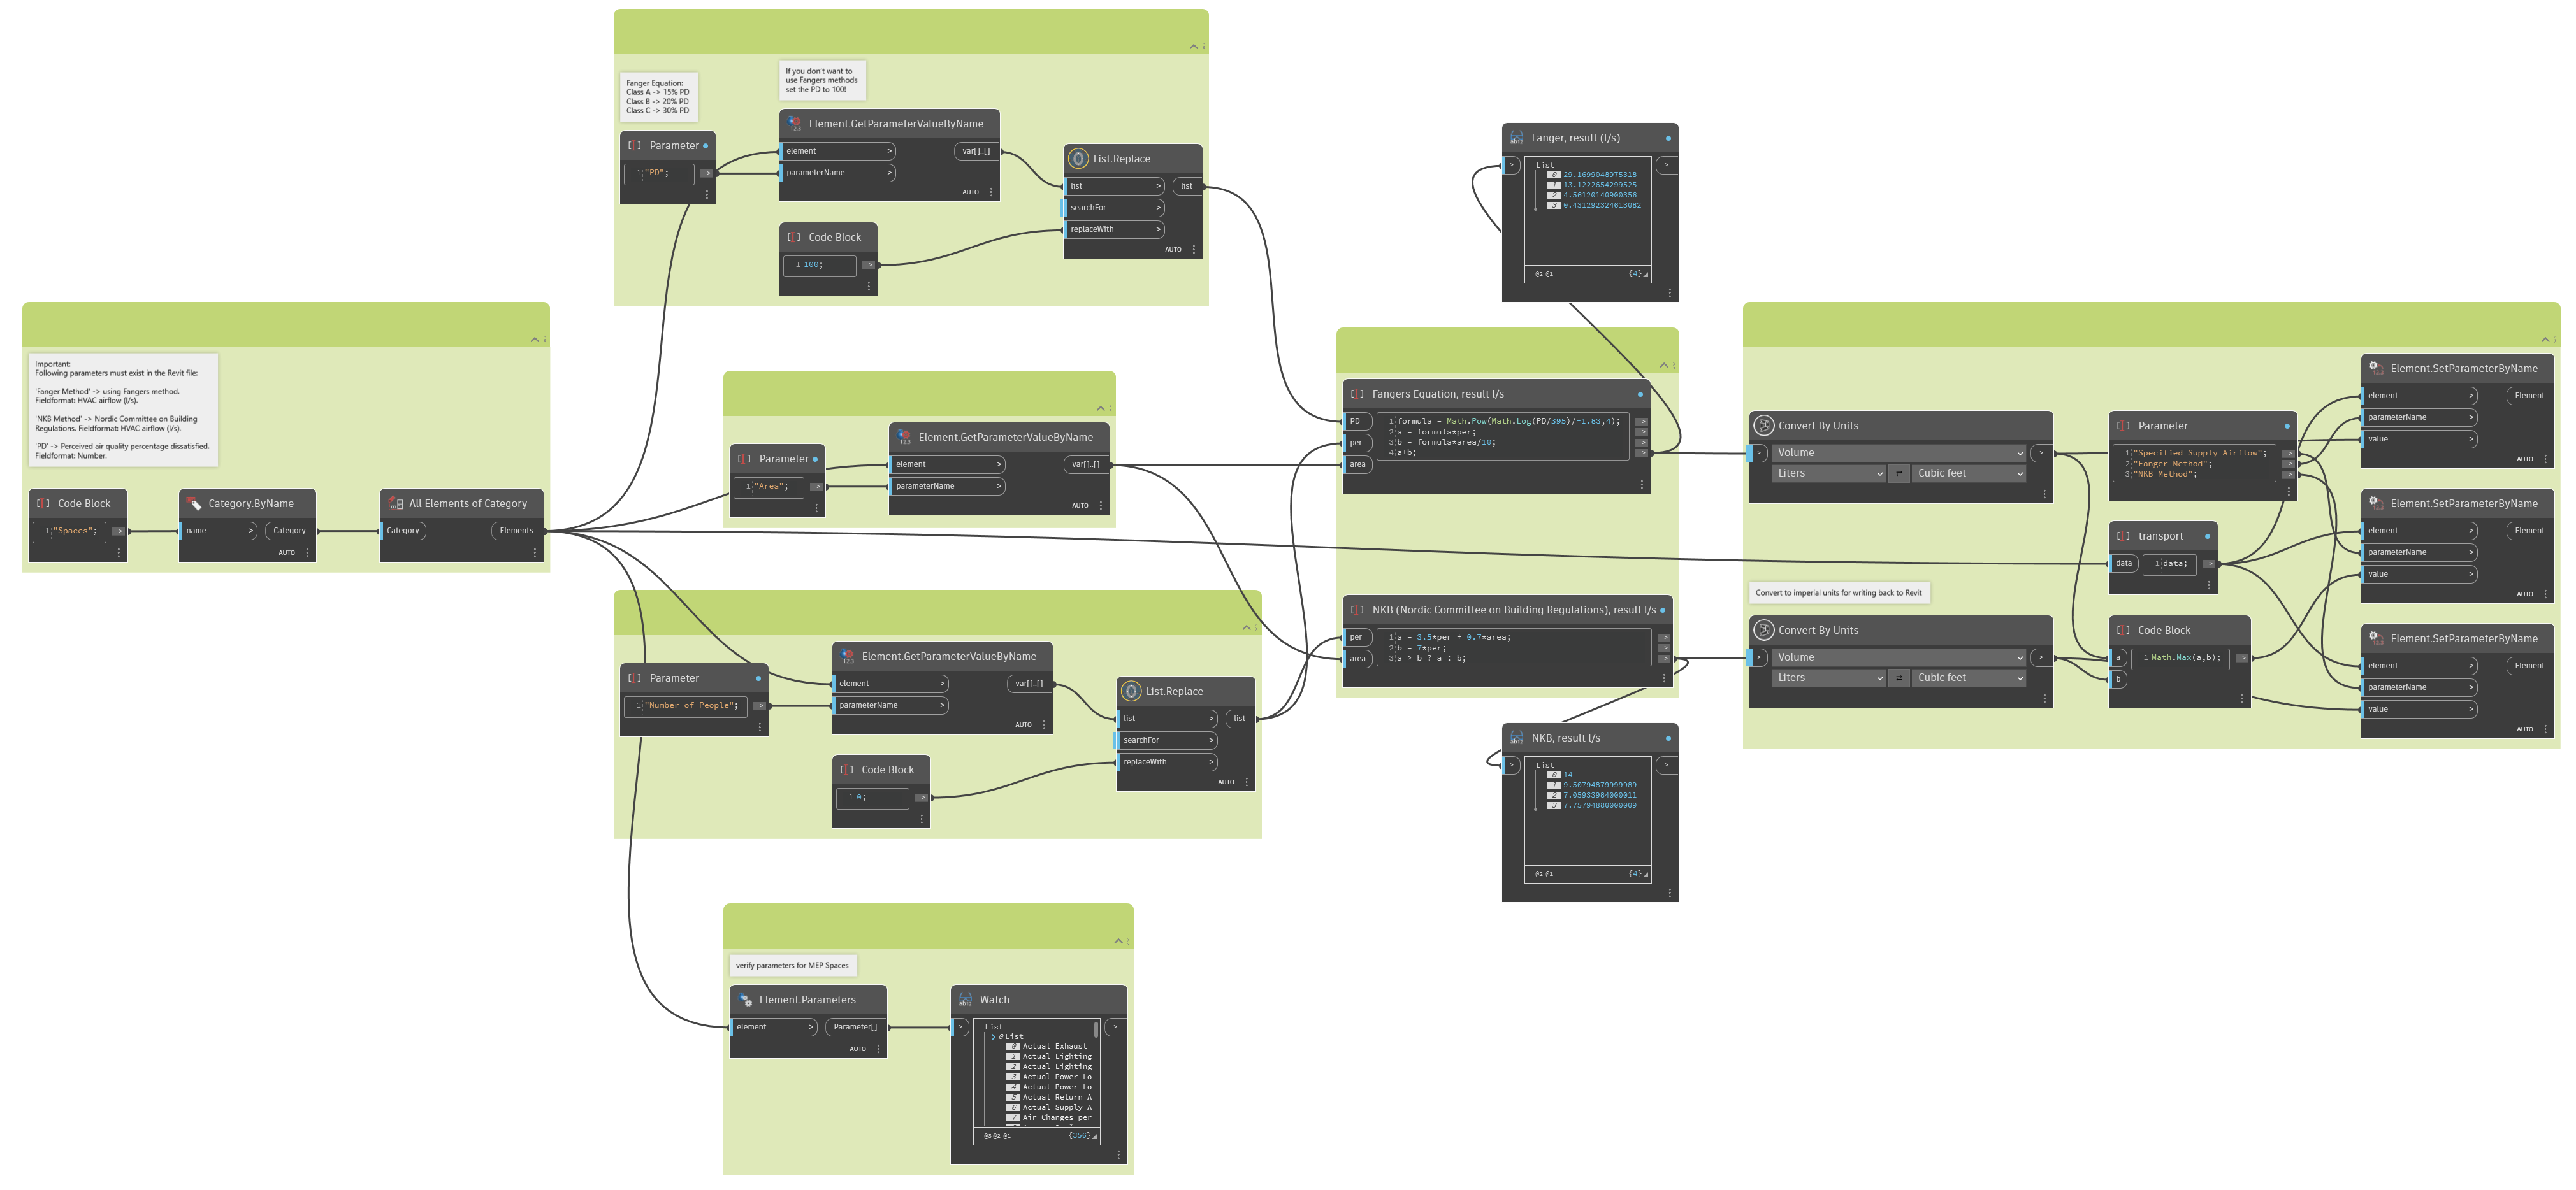 Important:
Following parameters must exist in the Revit file:
'Fanger Method' -> using Fangers method.
Fieldformat: HVAC airflow (l/s).
'NKB Method' -> Nordic Committee on Building
Regulations. Fieldformat: HVAC airflow (l/s).
'PD' -> Perceived air quality percentage dissatisfied.
Fieldformat: Number.
Code Block
1 "Spaces"; >
Category.ByName
name > Category
AUTO
All Elements of Category
Category Elements
Fanger Equation:
Class A -> 15% PD
Class B -> 20% PD
Class C -> 30% PD
If you don't want to
use Fangers methods
set the PD to 100!
Parameter
1 "PD"; >
Element.GetParameterValueByName
element > var[]..[]
parameterName >
AUTO
Code Block
1 100; >
List.Replace
list > list
searchFor >
replaceWith >
AUTO
Parameter
1 "Area"; >
Element.GetParameterValueByName
element > var[]..[]
parameterName >
AUTO
Parameter
1 "Number of People"; >
Element.GetParameterValueByName
element > var[]..[]
parameterName >
AUTO
Code Block
1 0; >
List.Replace
list > list
searchFor >
replaceWith >
AUTO
verify parameters for MEP Spaces
Element.Parameters
element > Parameter[]
AUTO
Watch
> >
List
0 List
0 Actual Exhaust
1 Actual Lighting
2 Actual Lighting
3 Actual Power Lo
4 Actual Power Lo
5 Actual Return A
6 Actual Supply A
7 Air Changes per
@3 @2 @1 {356}
Fanger, result (l/s)
> >
List
0 29.1699048975318
1 13.1222654299525
2 4.56120140900356
3 0.431292324613082
@2 @1 {4}
Fangers Equation, result l/s
PD
per
area
1 formula = Math.Pow(Math.Log(PD/395)/-1.83,4); >
2 a = formula*per; >
3 b = formula*area/10; >
4 a+b; >
NKB (Nordic Committee on Building Regulations), result l/s
per
area
1 a = 3.5*per + 0.7*area; >
2 b = 7*per; >
3 a > b ? a : b; >
NKB, result l/s
> >
List
0 14
1 9.50794879999989
2 7.05933984000011
3 7.75794880000009
@2 @1 {4}
Convert By Units
> Volume >
Liters ⇄ Cubic feet
Convert to imperial units for writing back to Revit
Convert By Units
> Volume >
Liters ⇄ Cubic feet
Parameter
1 "Specified Supply Airflow"; >
2 "Fanger Method"; >
3 "NKB Method"; >
transport
data 1 data; >
Code Block
a 1 Math.Max(a,b); >
b
Element.SetParameterByName
element > Element
parameterName >
value >
AUTO
Element.SetParameterByName
element > Element
parameterName >
value >
AUTO
Element.SetParameterByName
element > Element
parameterName >
value >
AUTO